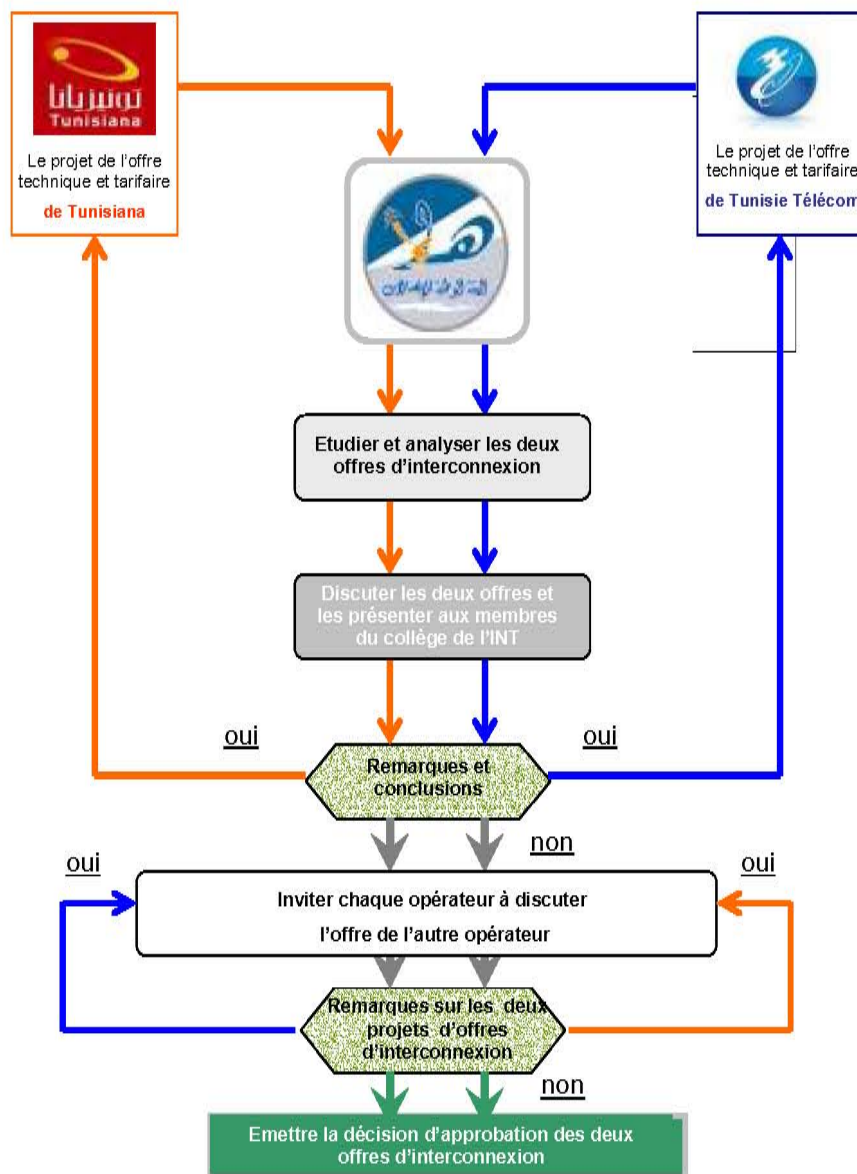 تونيزيانا
Tunisiana
Le projet de l'offre
technique et tarifaire
de Tunisiana
Le projet de l'offre
technique et tarifaire
de Tunisie Télécom
Etudier et analyser les deux
offres d'interconnexion
Discuter les deux offres et
les présenter aux membres
du collège de l'INT
oui
oui
Remarques et
conclusions
non
oui
oui
Inviter chaque opérateur à discuter
l'offre de l'autre opérateur
Remarques sur les deux
projets d'offres
d'interconnexion
non
Emettre la décision d'approbation des deux
offres d'interconnexion